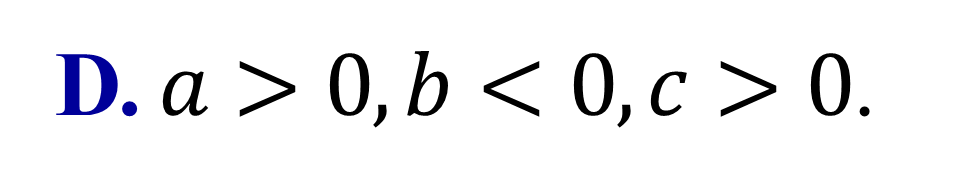 D. a > 0, b < 0, c > 0.